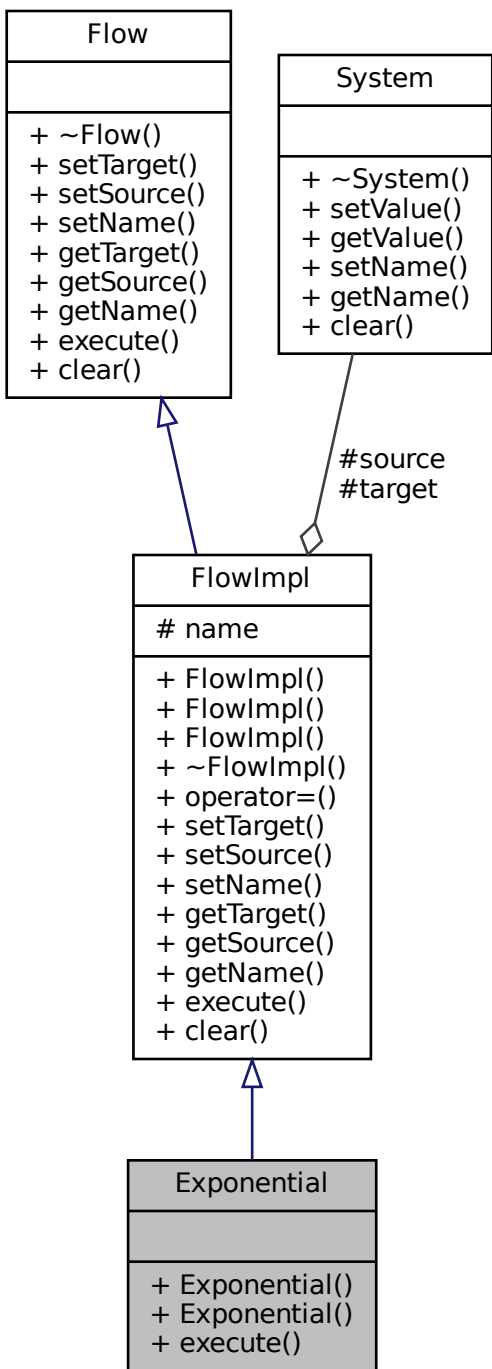 Flow
+ ~Flow()
+ setTarget()
+ setSource()
+ setName()
+ getTarget()
+ getSource()
+ getName()
+ execute()
+ clear()
System
+ ~System()
+ setValue()
+ getValue()
+ setName()
+ getName()
+ clear()
#source
#target
FlowImpl
# name
+ FlowImpl()
+ FlowImpl()
+ FlowImpl()
+ ~FlowImpl()
+ operator=()
+ setTarget()
+ setSource()
+ setName()
+ getTarget()
+ getSource()
+ getName()
+ execute()
+ clear()
Exponential
+ Exponential()
+ Exponential()
+ execute()